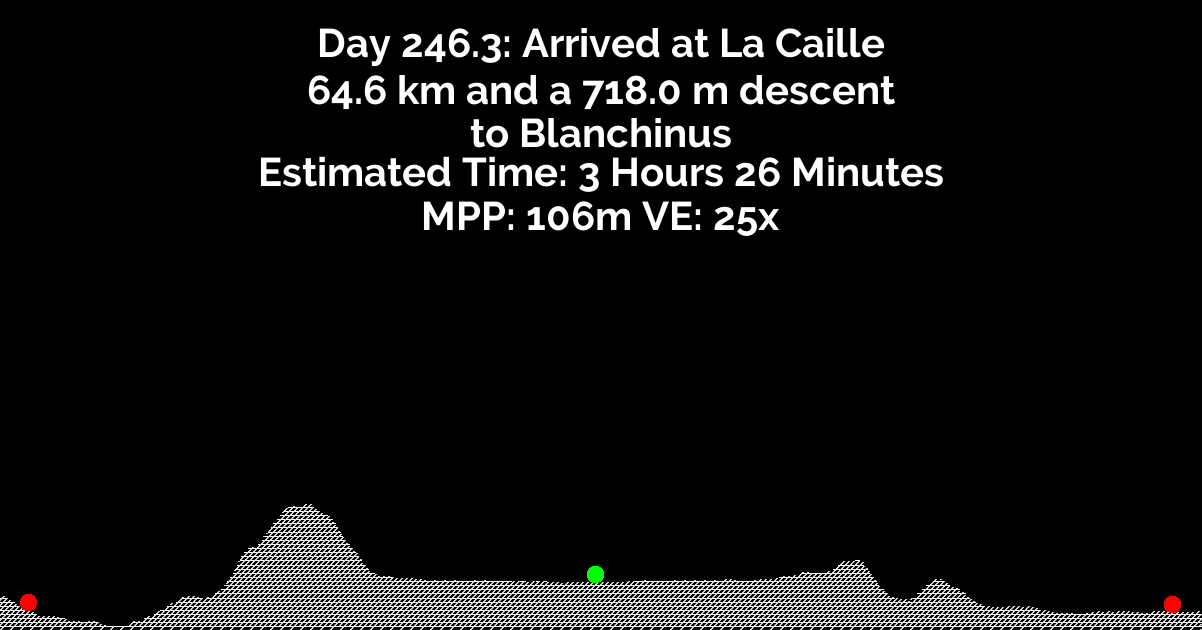 Day 246.3: Arrived at La Caille
64.6 km and a 718.0 m descent
to Blanchinus
Estimated Time: 3 Hours 26 Minutes
MPP: 106m VE: 25x